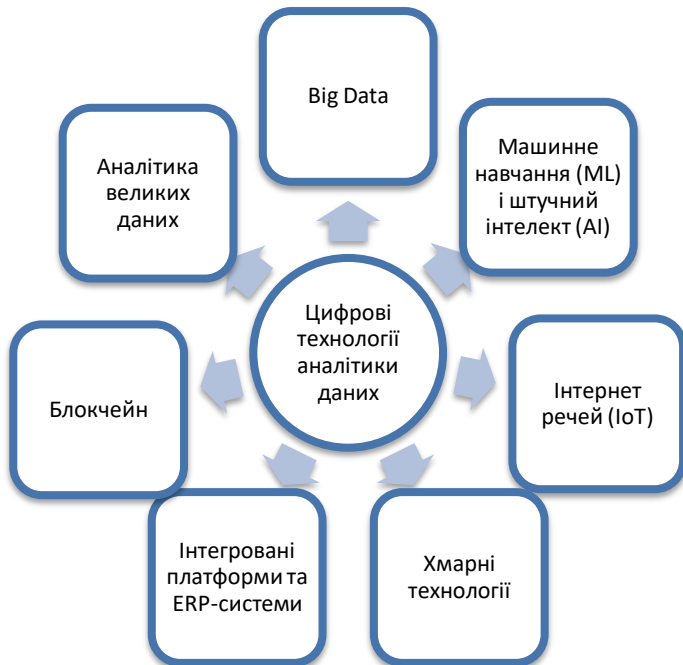 Big Data
Машинне
навчання (ML)
і штучний
інтелект (AI)
Аналітика
великих
даних
Цифрові
технології
аналітики
даних
Інтернет
речей (IoT)
Блокчейн
Інтегровані
платформи та
ERP-системи
Хмарні
технології